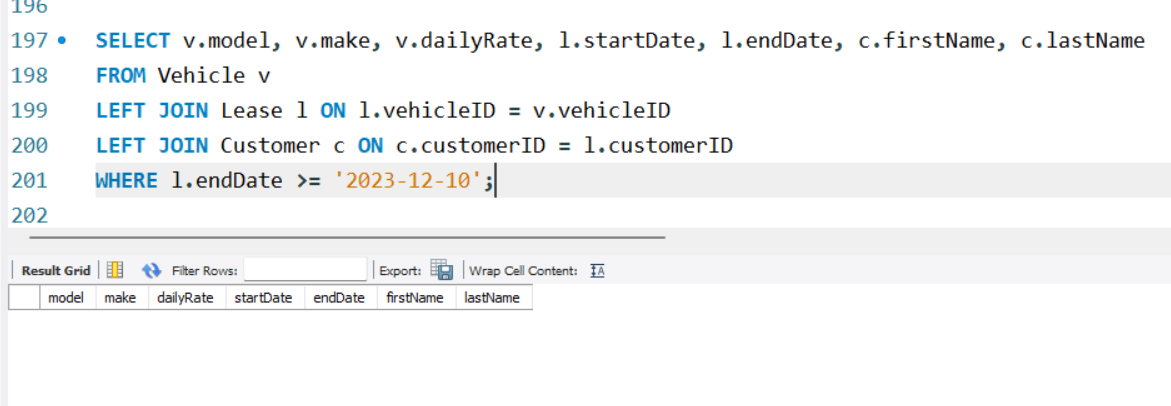 196
197 SELECT v.model, v.make, v.dailyRate, l.startDate, l.endDate, c.firstName, c.lastName
198 FROM Vehicle v
199 LEFT JOIN Lease l ON l.vehicleID = v.vehicleID
200 LEFT JOIN Customer c ON c.customerID = l.customerID
201 WHERE l.endDate >= '2023-12-10';
202
Result Grid Filter Rows: Export: Wrap Cell Content:
model make dailyRate startDate endDate firstName lastName